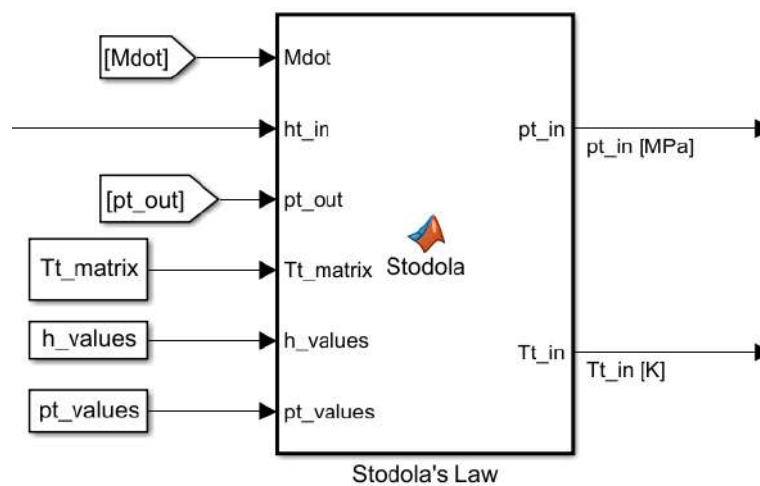 [Mdot]
Mdot
ht_in
pt_in
pt_in [MPa]
[pt_out]
pt_out
Tt_matrix
Tt_matrix
Stodola
h_values
h_values
Tt_in
Tt_in [K]
pt_values
pt_values
Stodola's Law